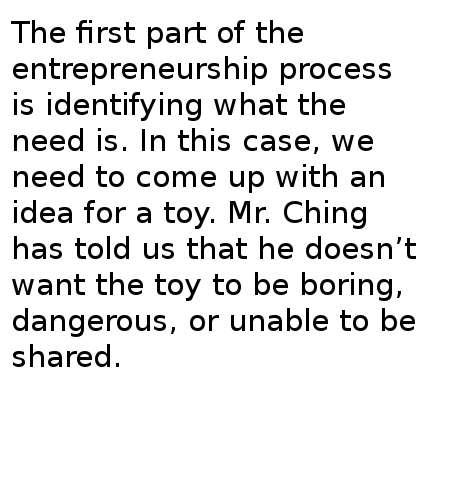 The first part of the
entrepreneurship process
is identifying what the
need is. In this case, we
need to come up with an
idea for a toy. Mr. Ching
has told us that he doesn’t
want the toy to be boring,
dangerous, or unable to be
shared.